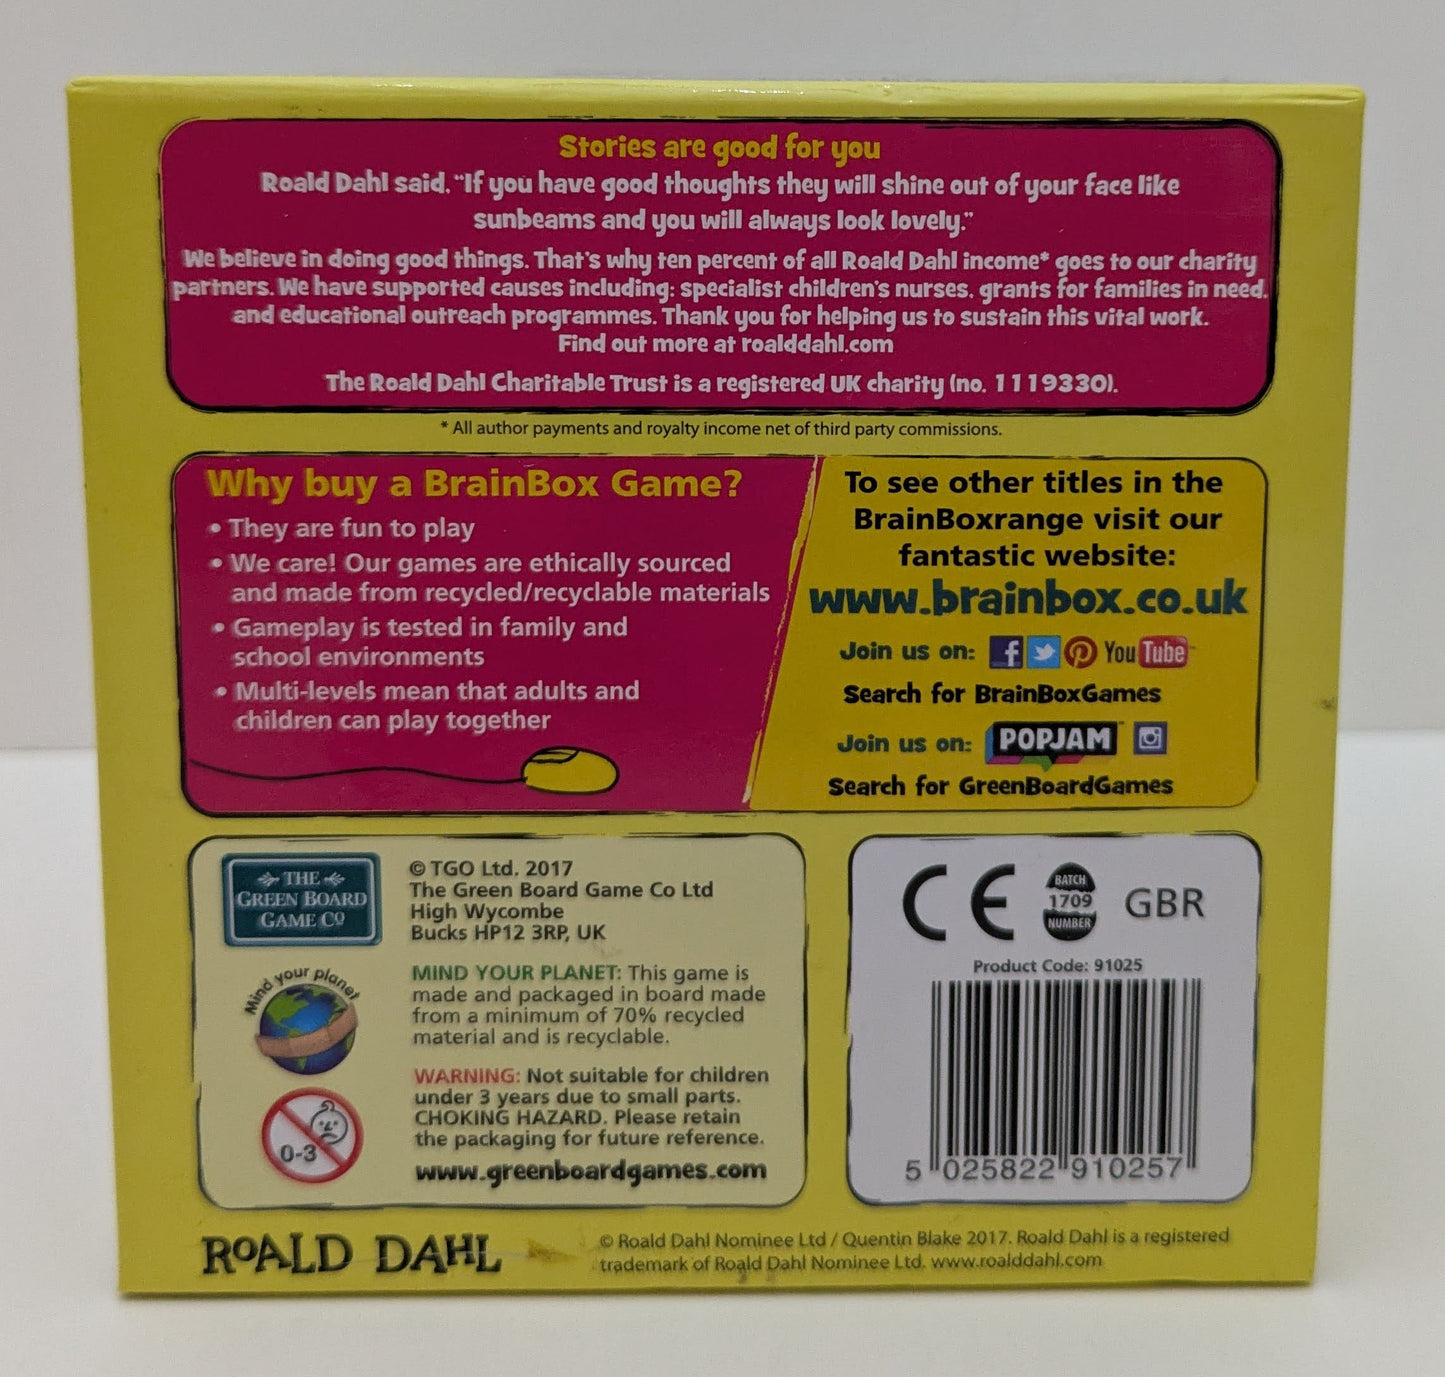 Stories are good for you
Roald Dahl said. "If you have good thoughts they will shine out of your face like
sunbeams and you will always look lovely."
We believe in doing good things. That's why ten percent of all Roald Dahl income* goes to our charity
partners. We have supported causes including: specialist children's nurses, grants for families in need,
and educational outreach programmes. Thank you for helping us to sustain this vital work.
Find out more at roalddahl.com
The Roald Dahl Charitable Trust is a registered UK charity (no. 1119330).
* All author payments and royalty income net of third party commissions.
Why buy a BrainBox Game?
• They are fun to play
• We care! Our games are ethically sourced
and made from recycled/recyclable materials
• Gameplay is tested in family and
school environments
• Multi-levels mean that adults and
children can play together
To see other titles in the
BrainBoxrange visit our
fantastic website:
www.brainbox.co.uk
Join us on: f YouTube
Search for BrainBoxGames
Join us on: POPJAM™
Search for GreenBoardGames
THE
GREEN BOARD
GAME Cº
© TGO Ltd. 2017
The Green Board Game Co Ltd
High Wycombe
Bucks HP12 3RP, UK
Mind your planet
MIND YOUR PLANET: This game is
made and packaged in board made
from a minimum of 70% recycled
material and is recyclable.
0-3
WARNING: Not suitable for children
under 3 years due to small parts.
CHOKING HAZARD. Please retain
the packaging for future reference.
www.greenboardgames.com
CE
BATCH
1709
NUMBER
GBR
Product Code: 91025
5 025822 910257
ROALD DAHL
© Roald Dahl Nominee Ltd / Quentin Blake 2017. Roald Dahl is a registered
trademark of Roald Dahl Nominee Ltd. www.roalddahl.com